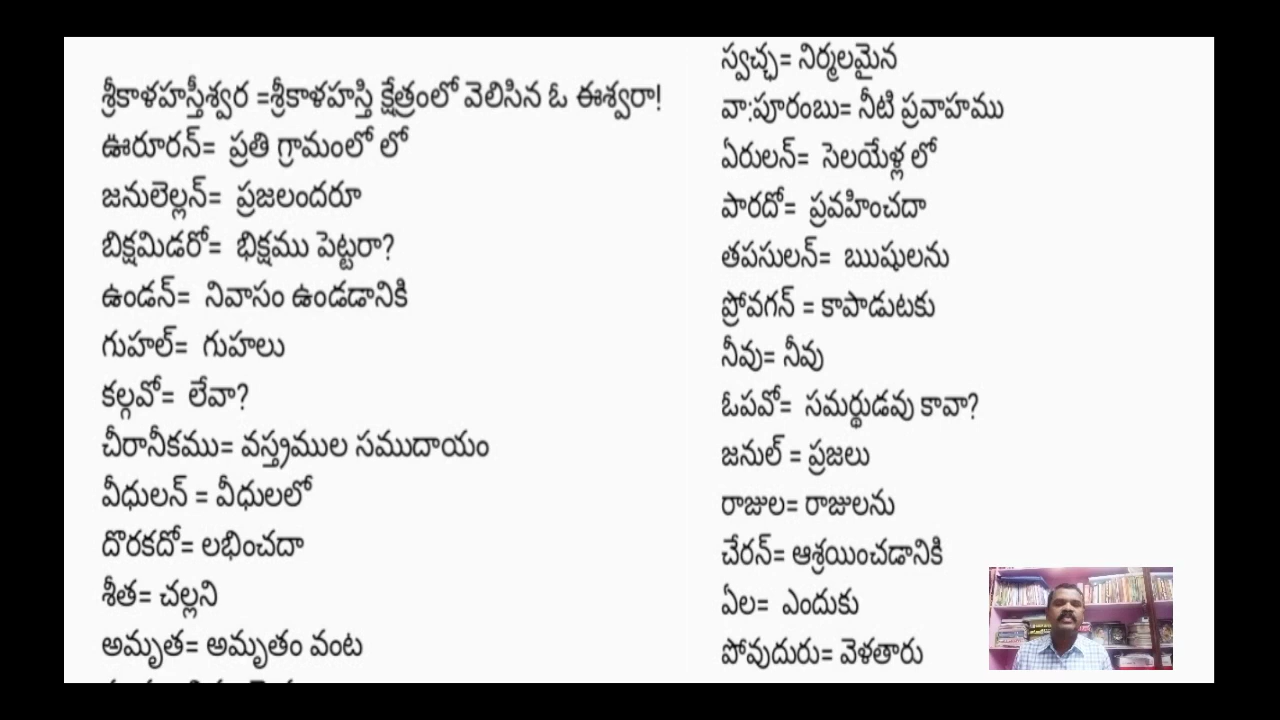 శ్రీకాళహస్తీశ్వర =శ్రీకాళహస్తి క్షేత్రంలో వెలిసిన ఓ ఈశ్వరా!
ఊరూరన్= ప్రతి గ్రామంలో లో
జనులెల్లన్= ప్రజలందరూ
బిక్షమిడరో= భిక్షము పెట్టరా?
ఉండన్= నివాసం ఉండడానికి
గుహల్= గుహలు
కల్గవో= లేవా?
చీరానీకము= వస్త్రముల సముదాయం
వీధులన్ = వీధులలో
దొరకదో= లభించదా
శీత= చల్లని
అమృత= అమృతం వంట
స్వచ్ఛ= నిర్మలమైన
వా:పూరంబు= నీటి ప్రవాహము
ఏరులన్= సెలయేళ్ల లో
పారదో= ప్రవహించదా
తపసులన్= ఋషులను
ప్రోవగన్ = కాపాడుటకు
నీవు= నీవు
ఓపవో= సమర్థుడవు కావా?
జనుల్ = ప్రజలు
రాజుల= రాజులను
చేరన్= ఆశ్రయించడానికి
ఏల= ఎందుకు
పోవుదురు= వెళతారు